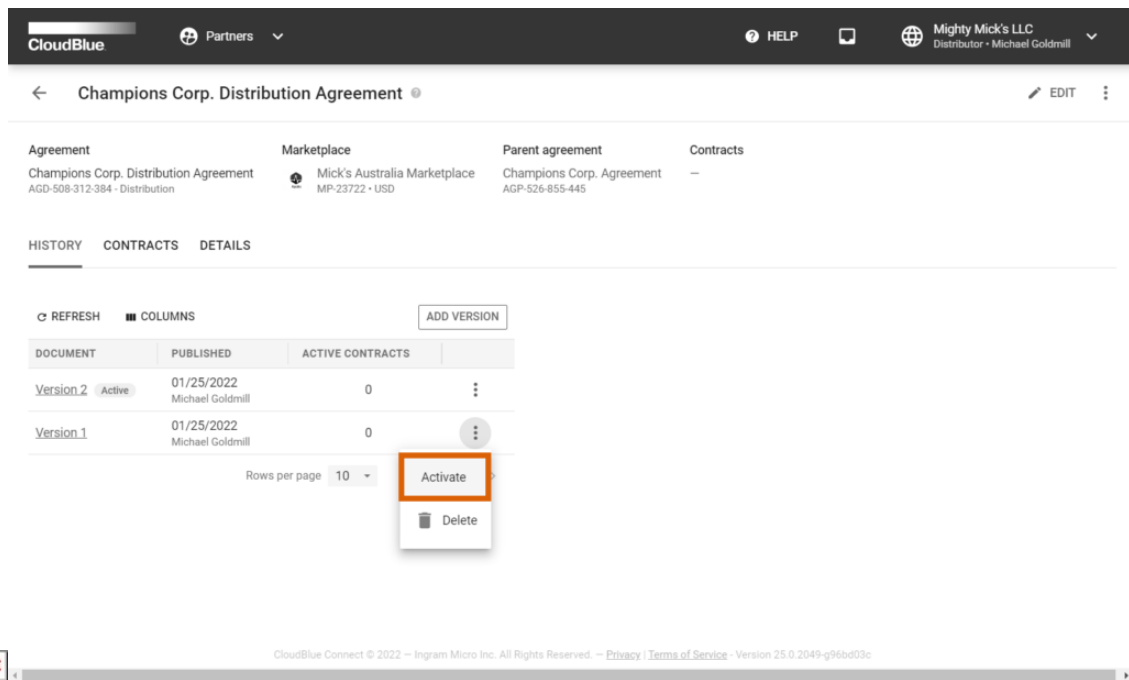 CloudBlue.
Partners
HELP
Mighty Mick's LLC
Distributor • Michael Goldmill
Champions Corp. Distribution Agreement
EDIT
Agreement
Champions Corp. Distribution Agreement
AGD-508-312-384 - Distribution
Marketplace
Mick's Australia Marketplace
MP-23722 • USD
Parent agreement
Champions Corp. Agreement
AGP-526-855-445
Contracts
—
HISTORY CONTRACTS DETAILS
REFRESH COLUMNS ADD VERSION
DOCUMENT PUBLISHED ACTIVE CONTRACTS
Version 2 Active 01/25/2022 0
Michael Goldmill
Version 1 01/25/2022 0
Michael Goldmill
Rows per page 10
Activate
Delete
CloudBlue Connect © 2022 — Ingram Micro Inc. All Rights Reserved. — Privacy | Terms of Service - Version 25.0.2049-g96bd03c